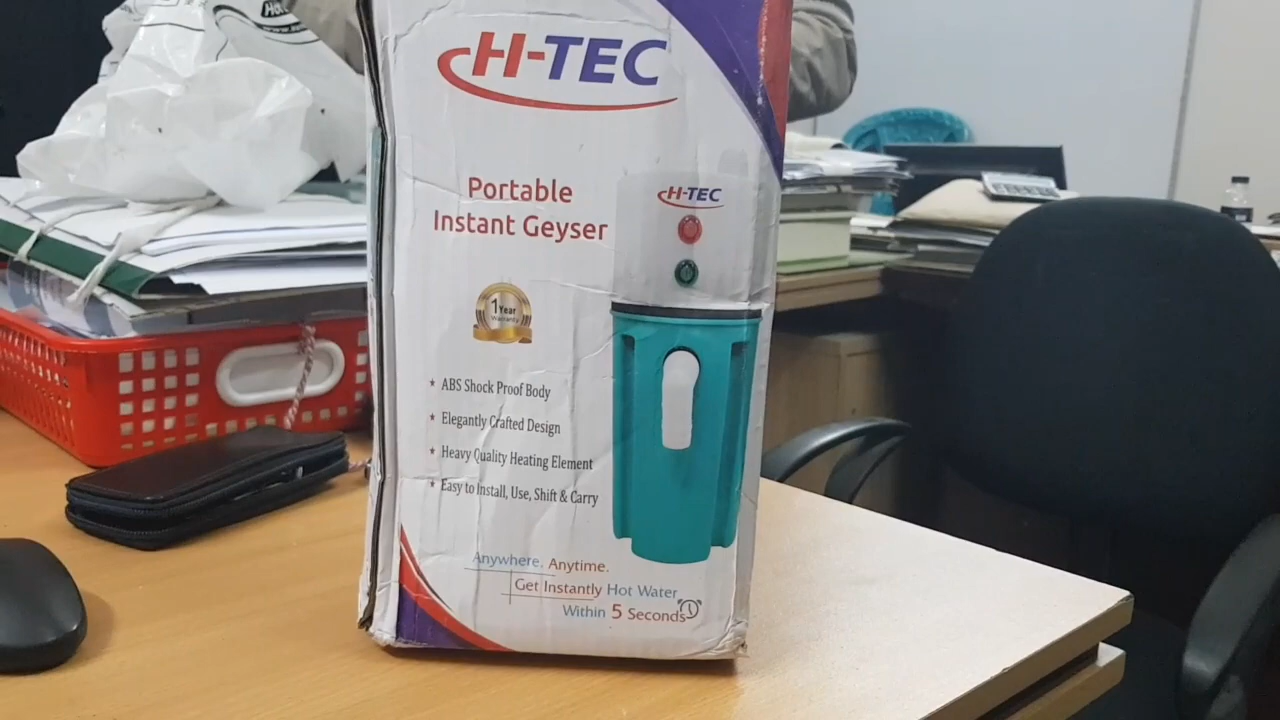 H-TEC
Portable
Instant Geyser
H-TEC
1 Year
Warranty
* ABS Shock Proof Body
* Elegantly Crafted Design
* Heavy Quality Heating Element
* Easy to Install, Use, Shift & Carry
Anywhere, Anytime.
Get Instantly Hot Water
Within 5 Seconds